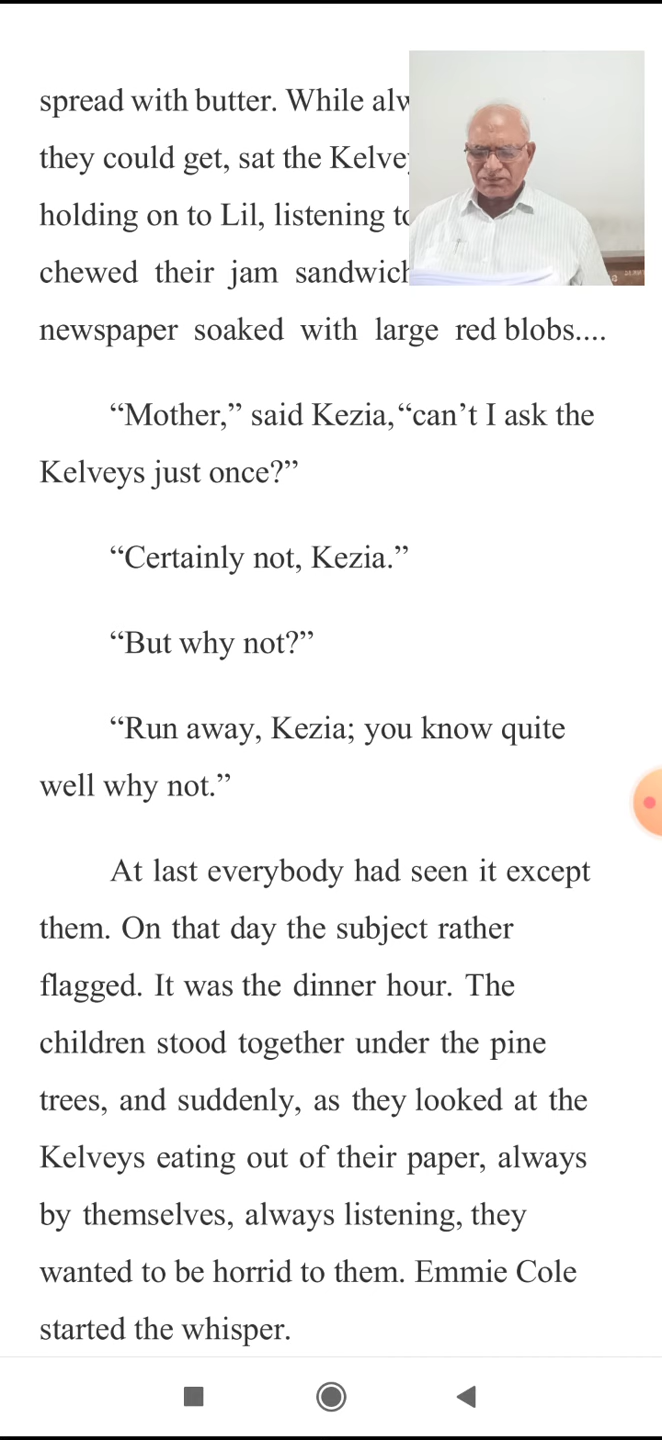 spread with butter. While
they could get, sat the
holding on to Lil, listening
chewed their jam
newspaper soaked with large red blobs....
“Mother,” said Kezia,“can’t I ask the
Kelveys just once?”
“Certainly not, Kezia.”
“But why not?”
“Run away, Kezia; you know quite
well why not.”
At last everybody had seen it except
them. On that day the subject rather
flagged. It was the dinner hour. The
children stood together under the pine
trees, and suddenly, as they looked at the
Kelveys eating out of their paper, always
by themselves, always listening, they
wanted to be horrid to them. Emmie Cole
started the whisper.